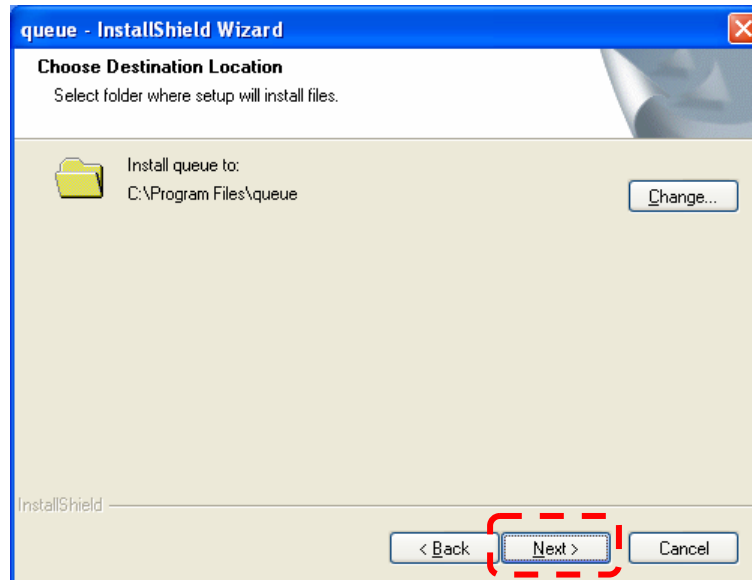 queue - InstallShield Wizard
Choose Destination Location
Select folder where setup will install files.
Install queue to:
C:\Program Files\queue
Change...
InstallShield
< Back
Next >
Cancel